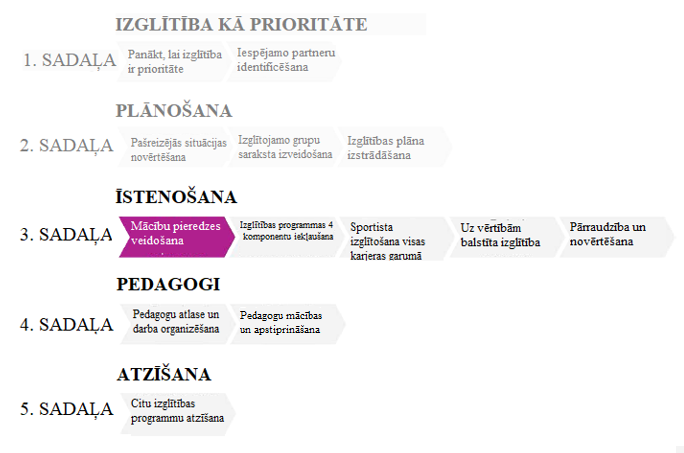 IZGLĪTĪBA KĀ PRIORITĀTE
1. SADAĻA
Panākt, lai izglītība
ir prioritāte
Iespējamo partneru
identificēšana
PLĀNOŠANA
2. SADAĻA
Pašreizējās situācijas
novērtēšana
Izglītojamo grupu
saraksta izveidošana
Izglītības plāna
izstrādāšana
ĪSTENOŠANA
3. SADAĻA
Mācību pieredzes
veidošana
Izglītības programmas 4
komponentu iekļaušana
Sportista
izglītošana visas
karjeras garumā
Uz vērtībām
balstīta izglītība
Pārraudzība un
novērtēšana
PEDAGOGI
4. SADAĻA
Pedagogu atlase un
darba organizēšana
Pedagogu mācības
un apstiprināšana
ATZĪŠANA
5. SADAĻA
Citu izglītības
programmu atzīšana